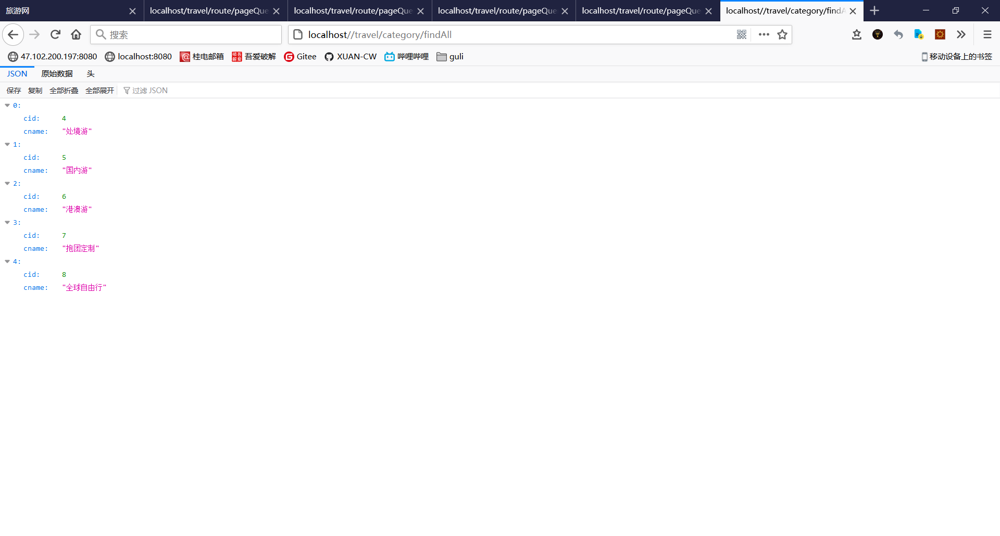 旅游网 localhost/travel/route/pageQue localhost/travel/route/pageQue localhost/travel/route/pageQue localhost/travel/route/pageQue localhost//travel/category/findA
搜索 localhost//travel/category/findAll
47.102.200.197:8080 localhost:8080 桂电邮箱 吾爱破解 Gitee XUAN-CW 哔哩哔哩 guli 移动设备上的书签
JSON 原始数据 头
保存 复制 全部折叠 全部展开 过滤 JSON
0:
cid: 4
cname: "处境游"
1:
cid: 5
cname: "国内游"
2:
cid: 6
cname: "港澳游"
3:
cid: 7
cname: "抱团定制"
4:
cid: 8
cname: "全球自由行"